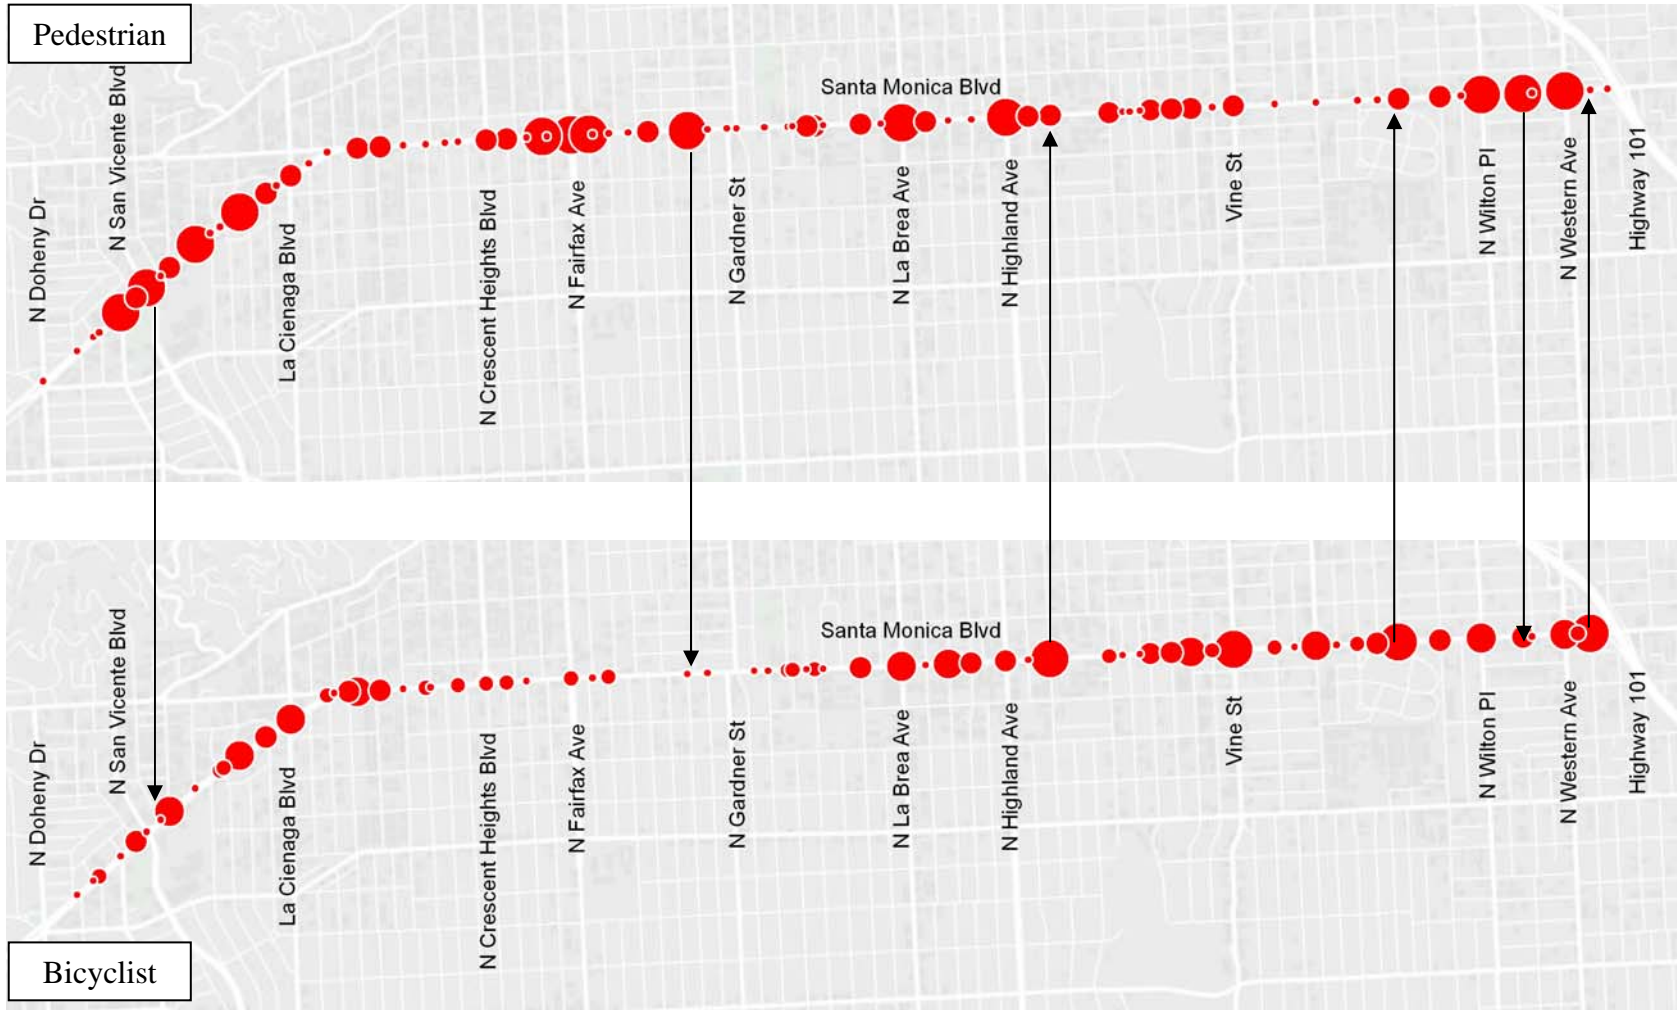 Pedestrian
Santa Monica Blvd
N Doheny Dr
N San Vicente Blvd
La Cienaga Blvd
N Crescent Heights Blvd
N Fairfax Ave
N Gardner St
N La Brea Ave
N Highland Ave
Vine St
N Wilton Pl
N Western Ave
Highway 101
Santa Monica Blvd
N Doheny Dr
N San Vicente Blvd
La Cienaga Blvd
N Crescent Heights Blvd
N Fairfax Ave
N Gardner St
N La Brea Ave
N Highland Ave
Vine St
N Wilton Pl
N Western Ave
Highway 101
Bicyclist